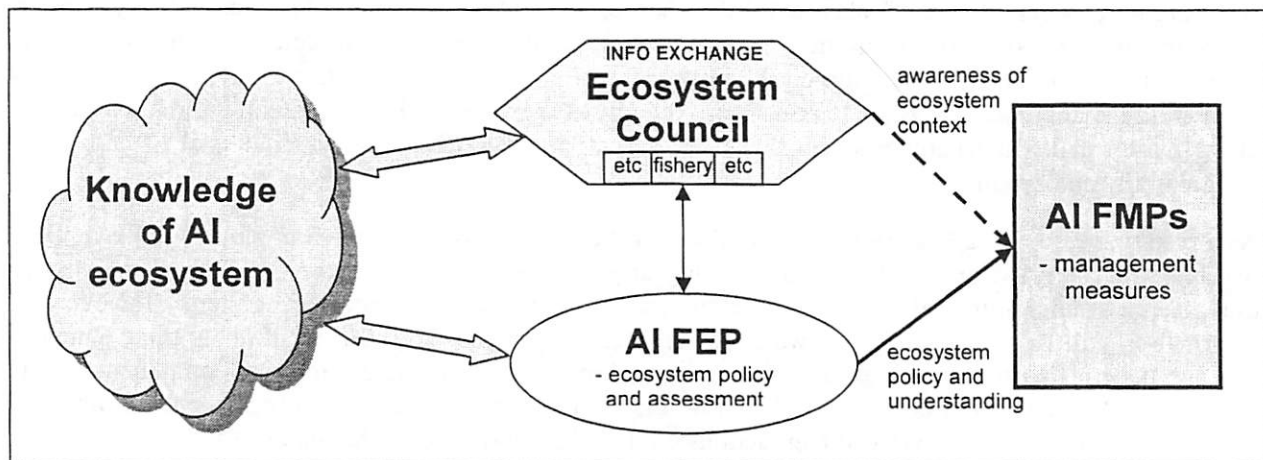 Knowledge
of AI
ecosystem
INFO EXCHANGE
Ecosystem
Council
etc fishery etc
AI FEP
- ecosystem policy
and assessment
awareness of
ecosystem
context
ecosystem
policy and
understanding
AI FMPs
- management
measures